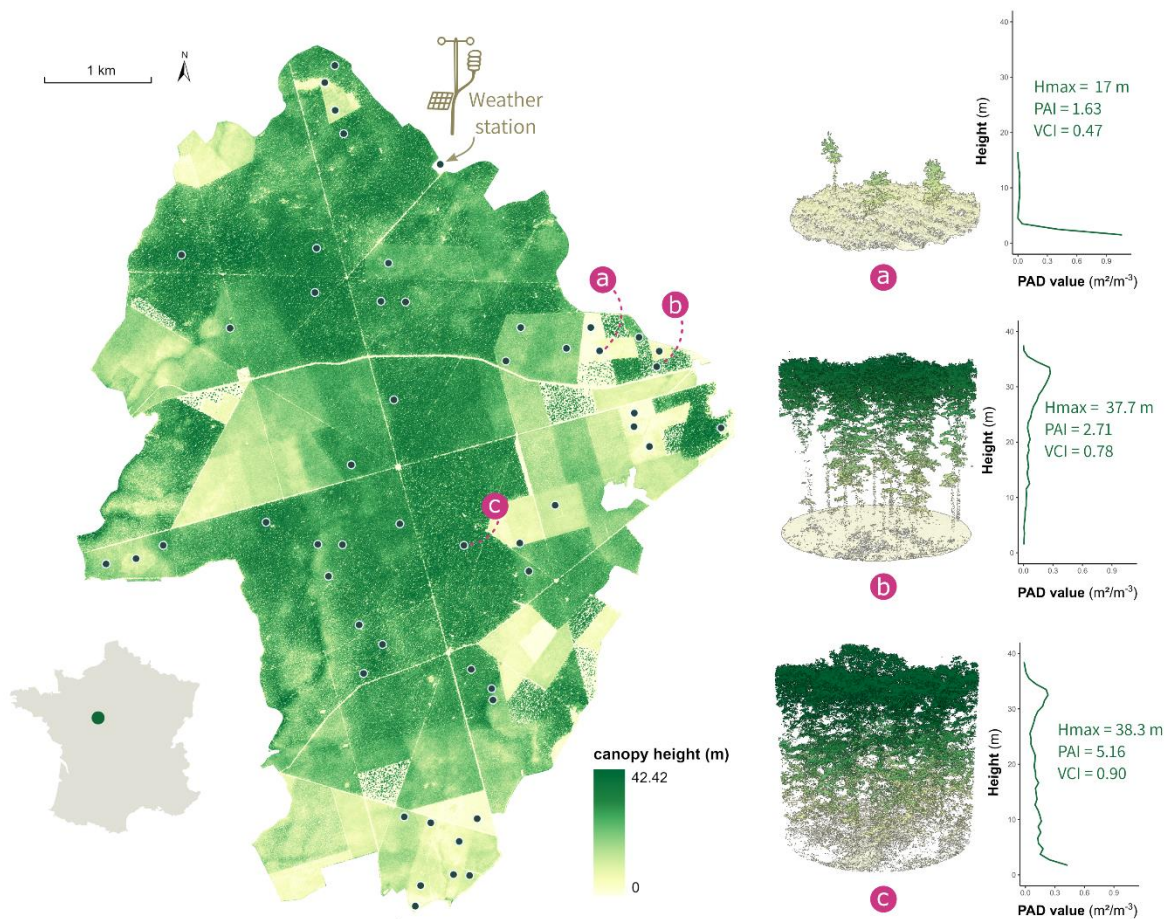 1 km
N
Weather
station
a
b
c
canopy height (m)
42.42
0
Height (m)
40
30
20
10
0
Hmax = 17 m
PAI = 1.63
VCI = 0.47
0.0 0.3 0.6 0.9
PAD value (m²/m⁻³)
a
Height (m)
40
30
20
10
0
Hmax = 37.7 m
PAI = 2.71
VCI = 0.78
0.0 0.3 0.6 0.9
PAD value (m²/m⁻³)
b
Height (m)
40
30
20
10
0
Hmax = 38.3 m
PAI = 5.16
VCI = 0.90
0.0 0.3 0.6 0.9
PAD value (m²/m⁻³)
c